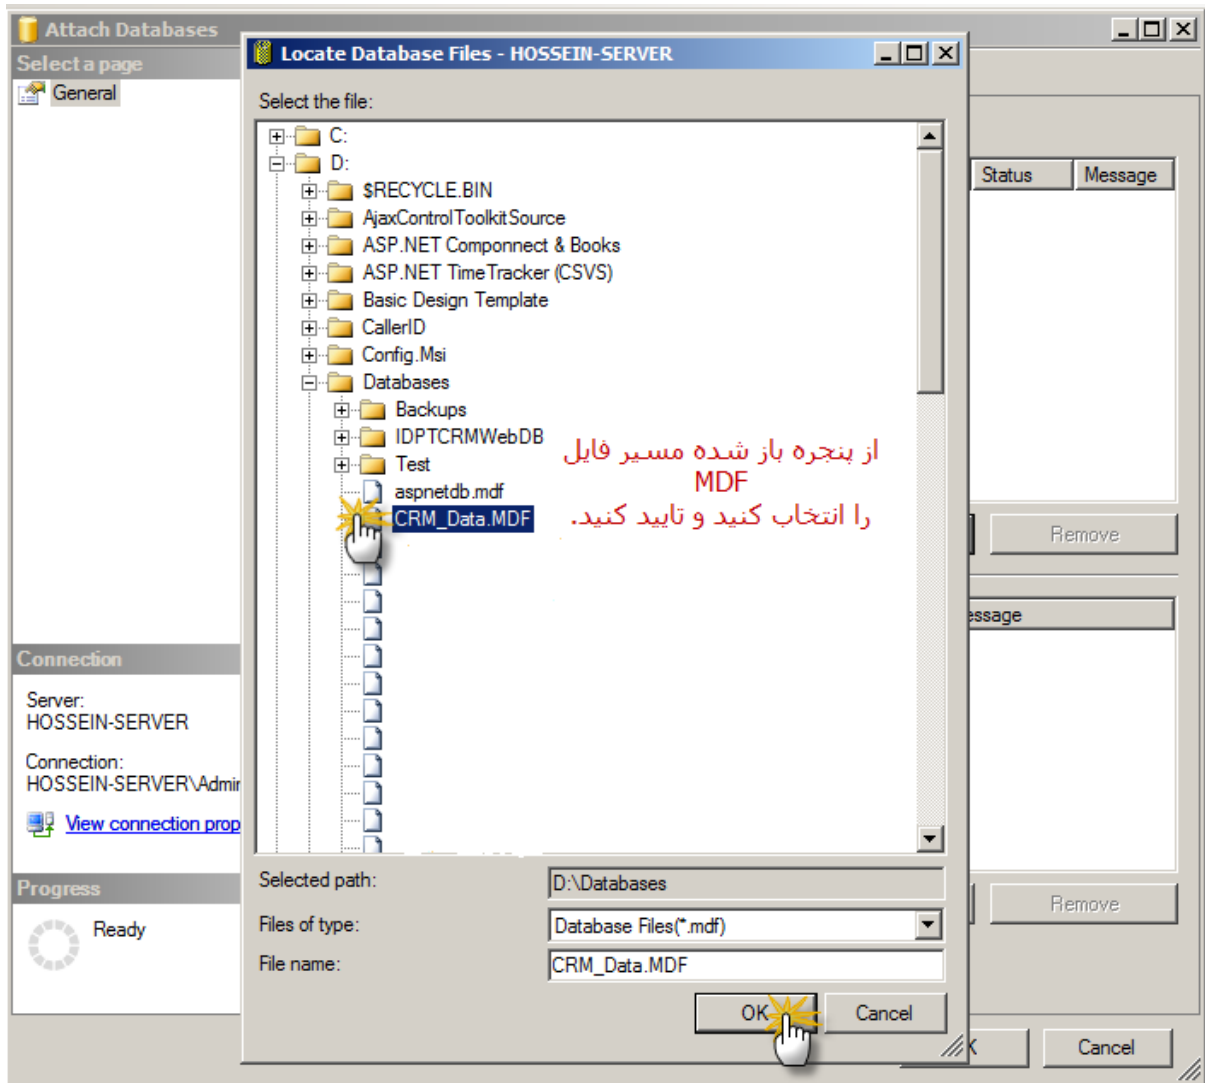 Attach Databases
Select a page
General
Locate Database Files - HOSSEIN-SERVER
Select the file:
C:
D:
$RECYCLE.BIN
AjaxControlToolkitSource
ASP.NET Componnect & Books
ASP.NET TimeTracker (CSVS)
Basic Design Template
CallerID
Config.Msi
Databases
Backups
IDPTCRMWebDB
Test
aspnetdb.mdf
CRM_Data.MDF
از پنجره باز شده مسیر فایل
MDF
را انتخاب کنید و تایید کنید.
Status Message
Remove
Connection
Server:
HOSSEIN-SERVER
Connection:
HOSSEIN-SERVER\
View connection
Progress
Ready
Remove
Selected path: D:\Databases
Files of type: Database Files(*.mdf)
File name: CRM_Data.MDF
OK Cancel
Cancel